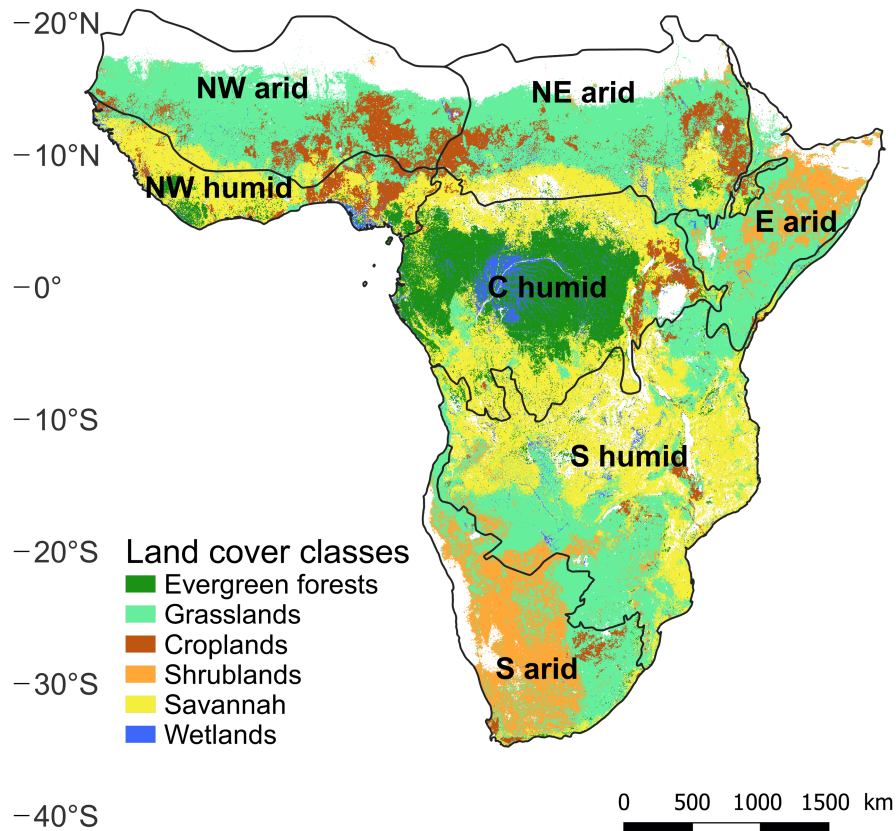 20°N
NW arid
NE arid
10°N
NW humid
E arid
0°
C humid
10°S
S humid
20°S
Land cover classes
Evergreen forests
Grasslands
Croplands
Shrublands
Savannah
Wetlands
30°S
S arid
40°S
0 500 1000 1500 km